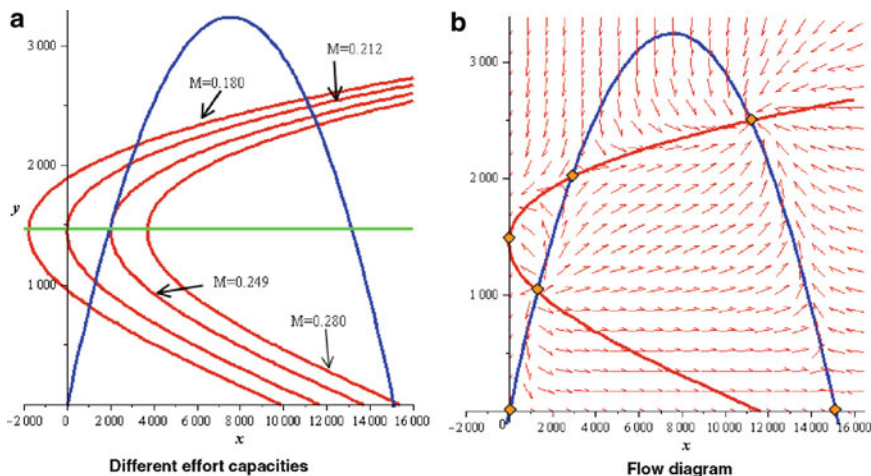 a
3 000
2 000
y
1 000
0
M=0.180
M=0.212
M=0.249
M=0.280
−2 000 0 2 000 4 000 6 000 8 000 10 000 12 000 14 000 16 000
x
Different effort capacities
b
3 000
2 000
1 000
−2 000 0 2 000 4 000 6 000 8 000 10 000 12 000 14 000 16 000
x
Flow diagram